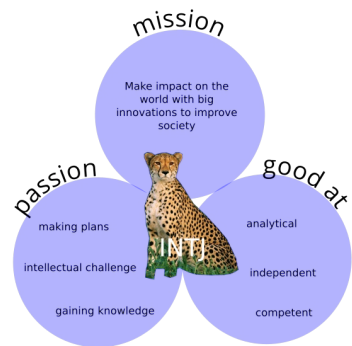 mission
Make impact on the
world with big
innovations to improve
society
passion
making plans
intellectual challenge
gaining knowledge
INTJ
good at
analytical
independent
competent